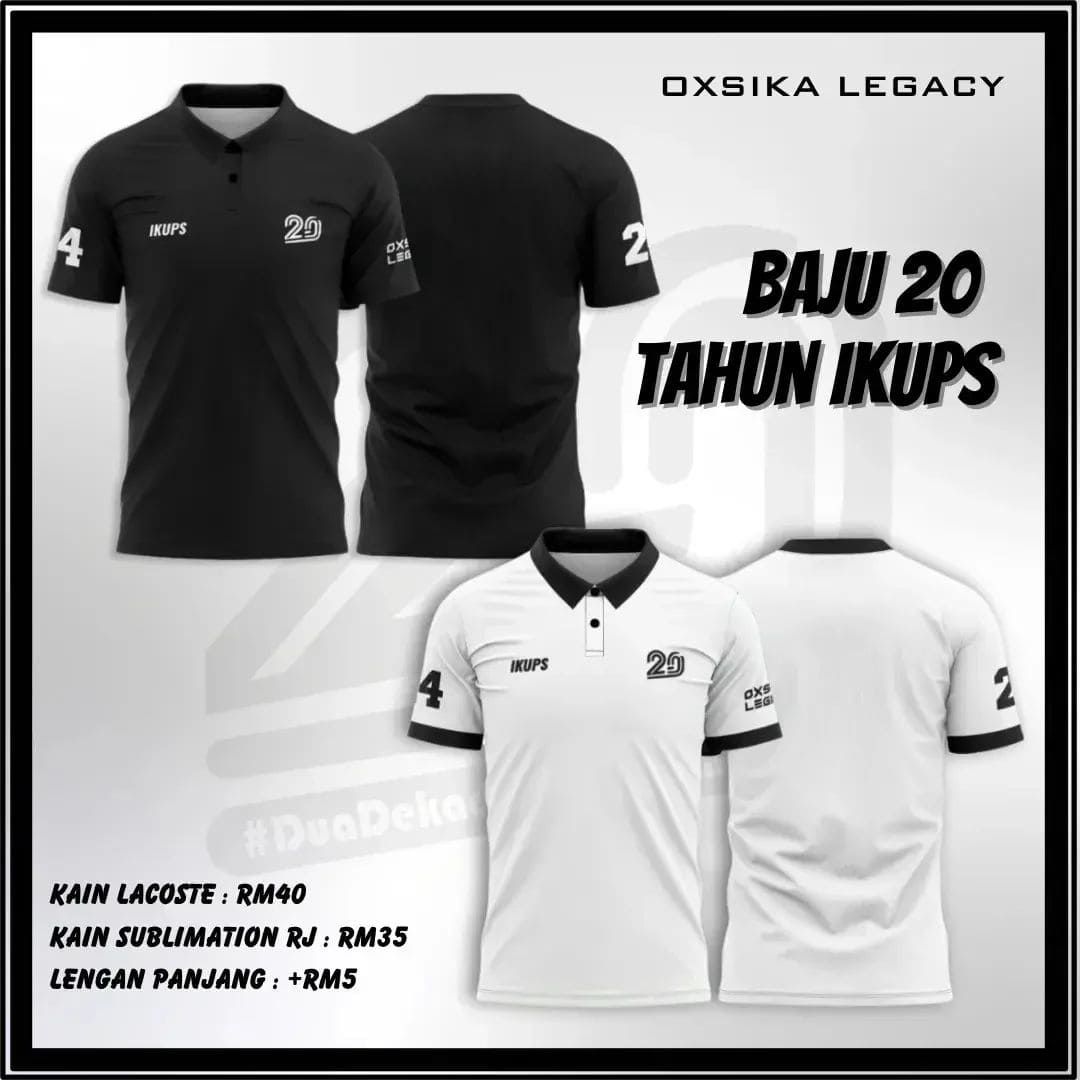 OXSIKA LEGACY
BAJU 20
TAHUN IKUPS
4
IKUPS
20
2
IKUPS
20
4
2
KAIN LACOSTE : RM40
KAIN SUBLIMATION RJ : RM35
LENGAN PANJANG : +RM5